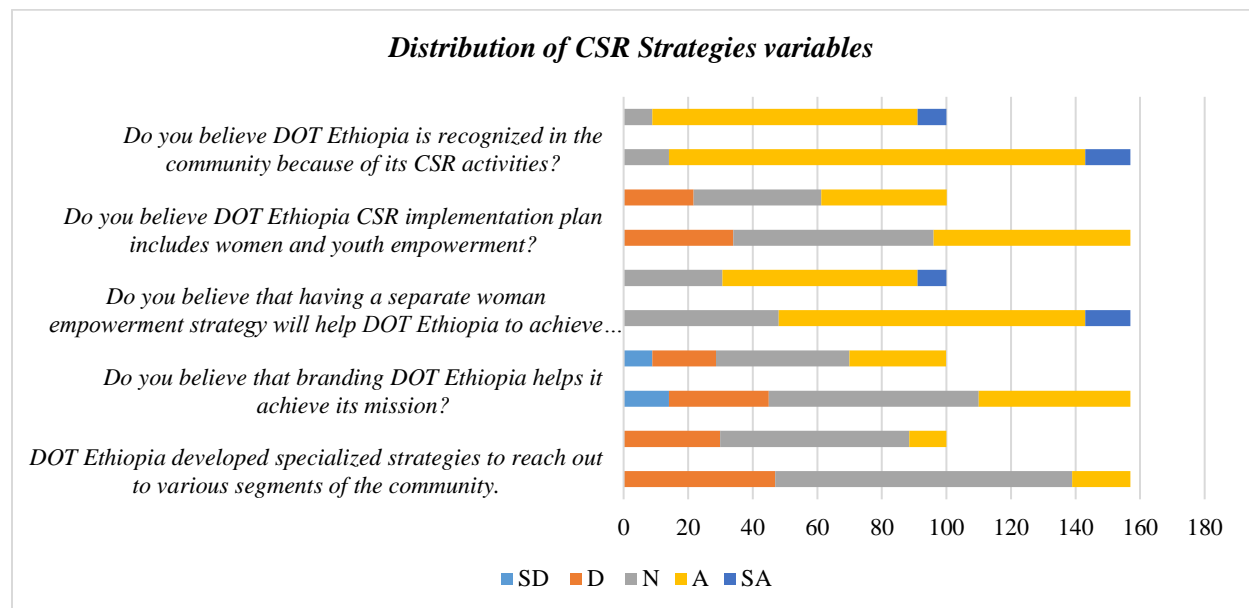 Distribution of CSR Strategies variables
Do you believe DOT Ethiopia is recognized in the
community because of its CSR activities?
Do you believe DOT Ethiopia CSR implementation plan
includes women and youth empowerment?
Do you believe that having a separate woman
empowerment strategy will help DOT Ethiopia to achieve…
Do you believe that branding DOT Ethiopia helps it
achieve its mission?
DOT Ethiopia developed specialized strategies to reach out
to various segments of the community.
0 20 40 60 80 100 120 140 160 180
SD D N A SA